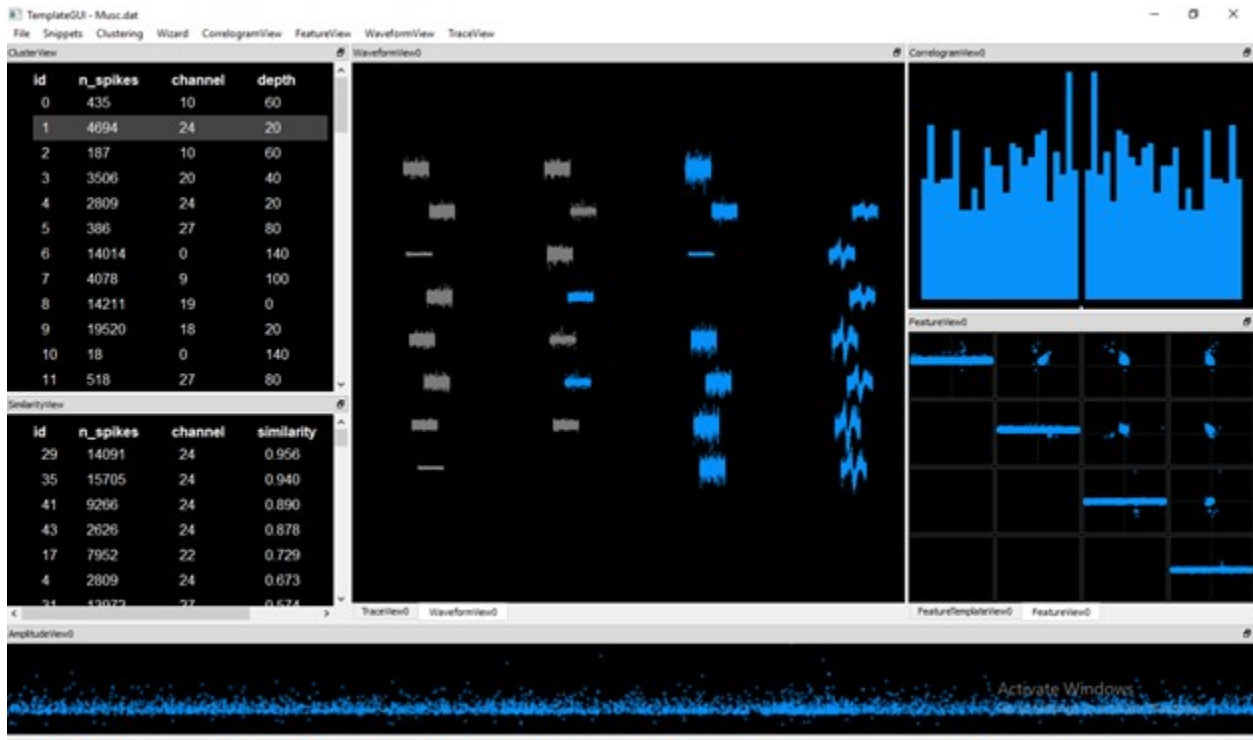 TemplateGUI - Musc.dat
File Snippets Clustering Wizard CorrelogramView FeatureView WaveformView TraceView
ClusterView
id n_spikes channel depth
0 435 10 60
1 4694 24 20
2 187 10 60
3 3506 20 40
4 2809 24 20
5 386 27 80
6 14014 0 140
7 4078 9 100
8 14211 19 0
9 19520 18 20
10 18 0 140
11 518 27 80
SimilarityView
id n_spikes channel similarity
29 14091 24 0.956
35 15705 24 0.940
41 9266 24 0.890
43 2626 24 0.878
17 7952 22 0.729
4 2809 24 0.673
WaveformView0
TraceView0 WaveformView0
CorrelogramView0
FeatureView0
FeatureTemplateView0 FeatureView0
AmplitudeView0
Activate Windows